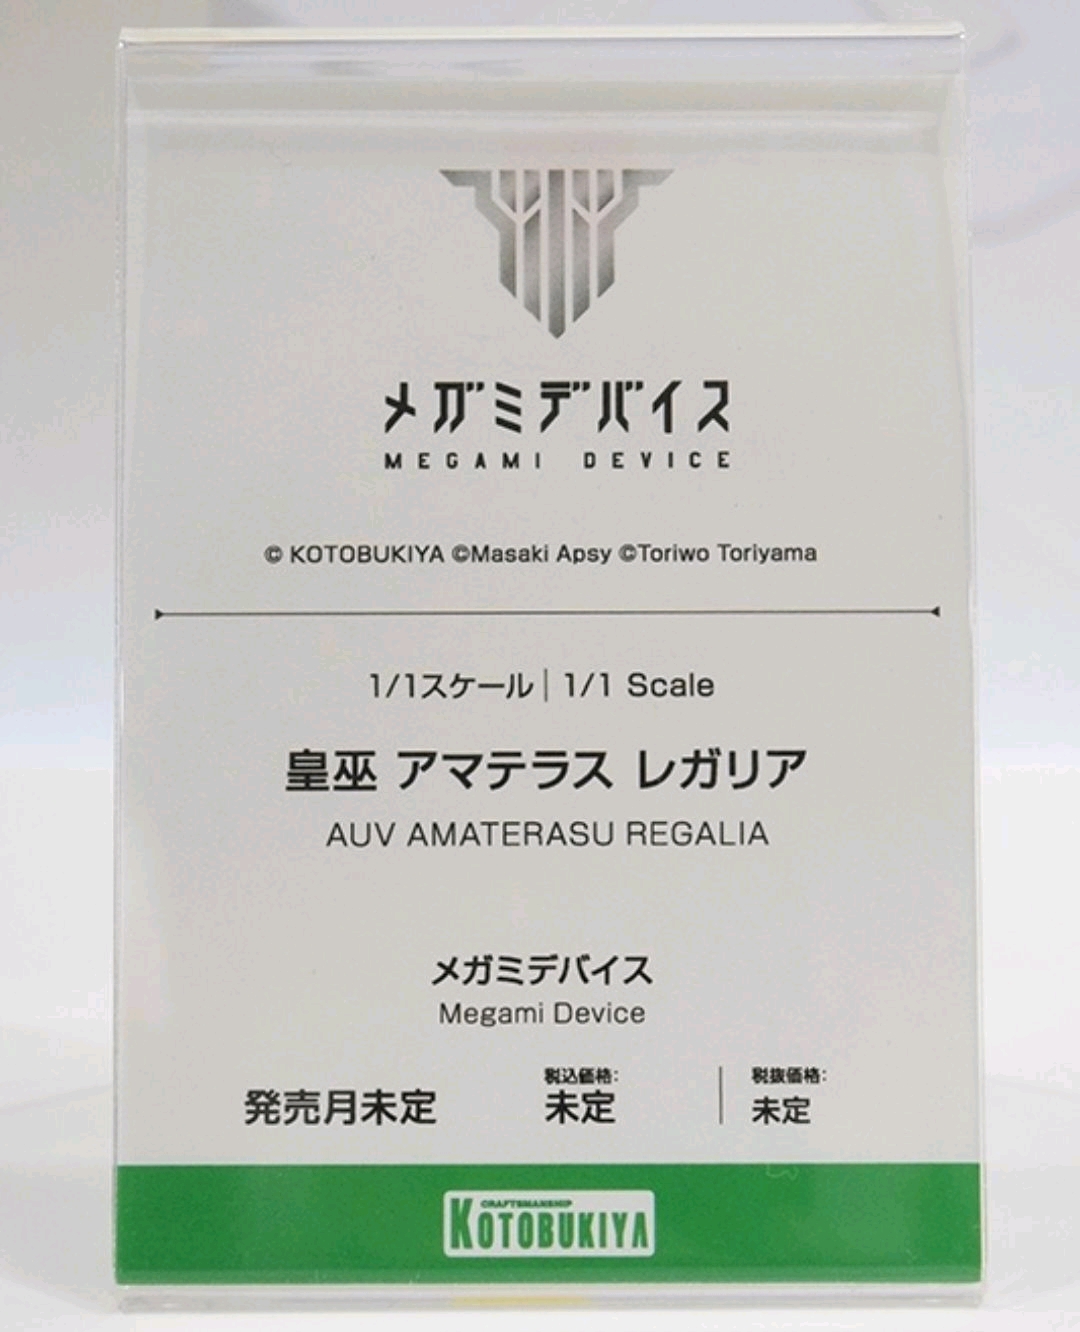 メガミデバイス
MEGAMI DEVICE
© KOTOBUKIYA ©Masaki Apsy ©Toriwo Toriyama
1/1スケール | 1/1 Scale
皇巫 アマテラス レガリア
AUV AMATERASU REGALIA
メガミデバイス
Megami Device
発売月未定
税込価格:
未定
税抜価格:
未定
CRAFTSMANSHIP
KOTOBUKIYA